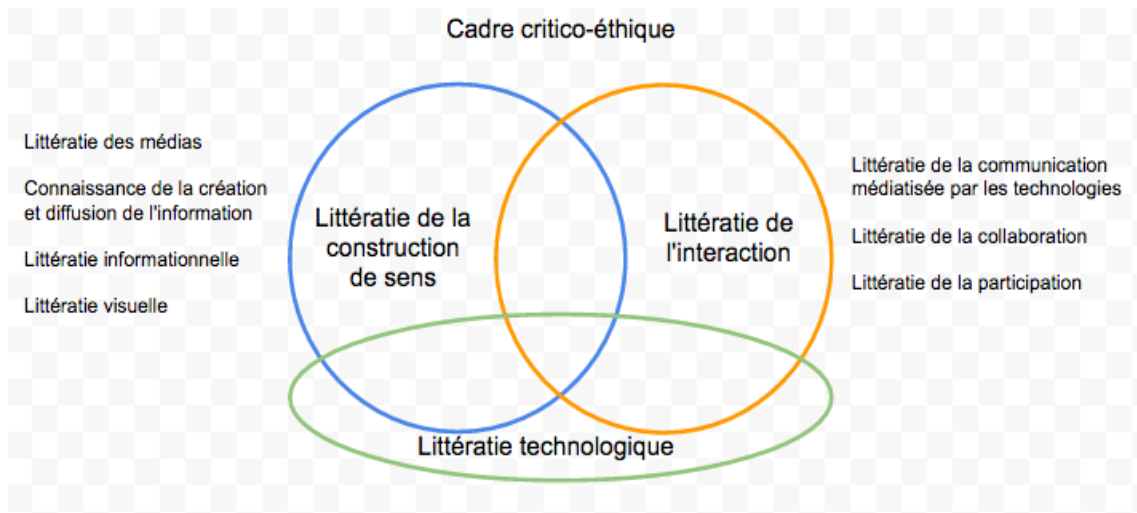 Cadre critico-éthique
Littératie des médias
Connaissance de la création
et diffusion de l'information
Littératie informationnelle
Littératie visuelle
Littératie de la
construction
de sens
Littératie de
l'interaction
Littératie de la communication
médiatisée par les technologies
Littératie de la collaboration
Littératie de la participation
Littératie technologique